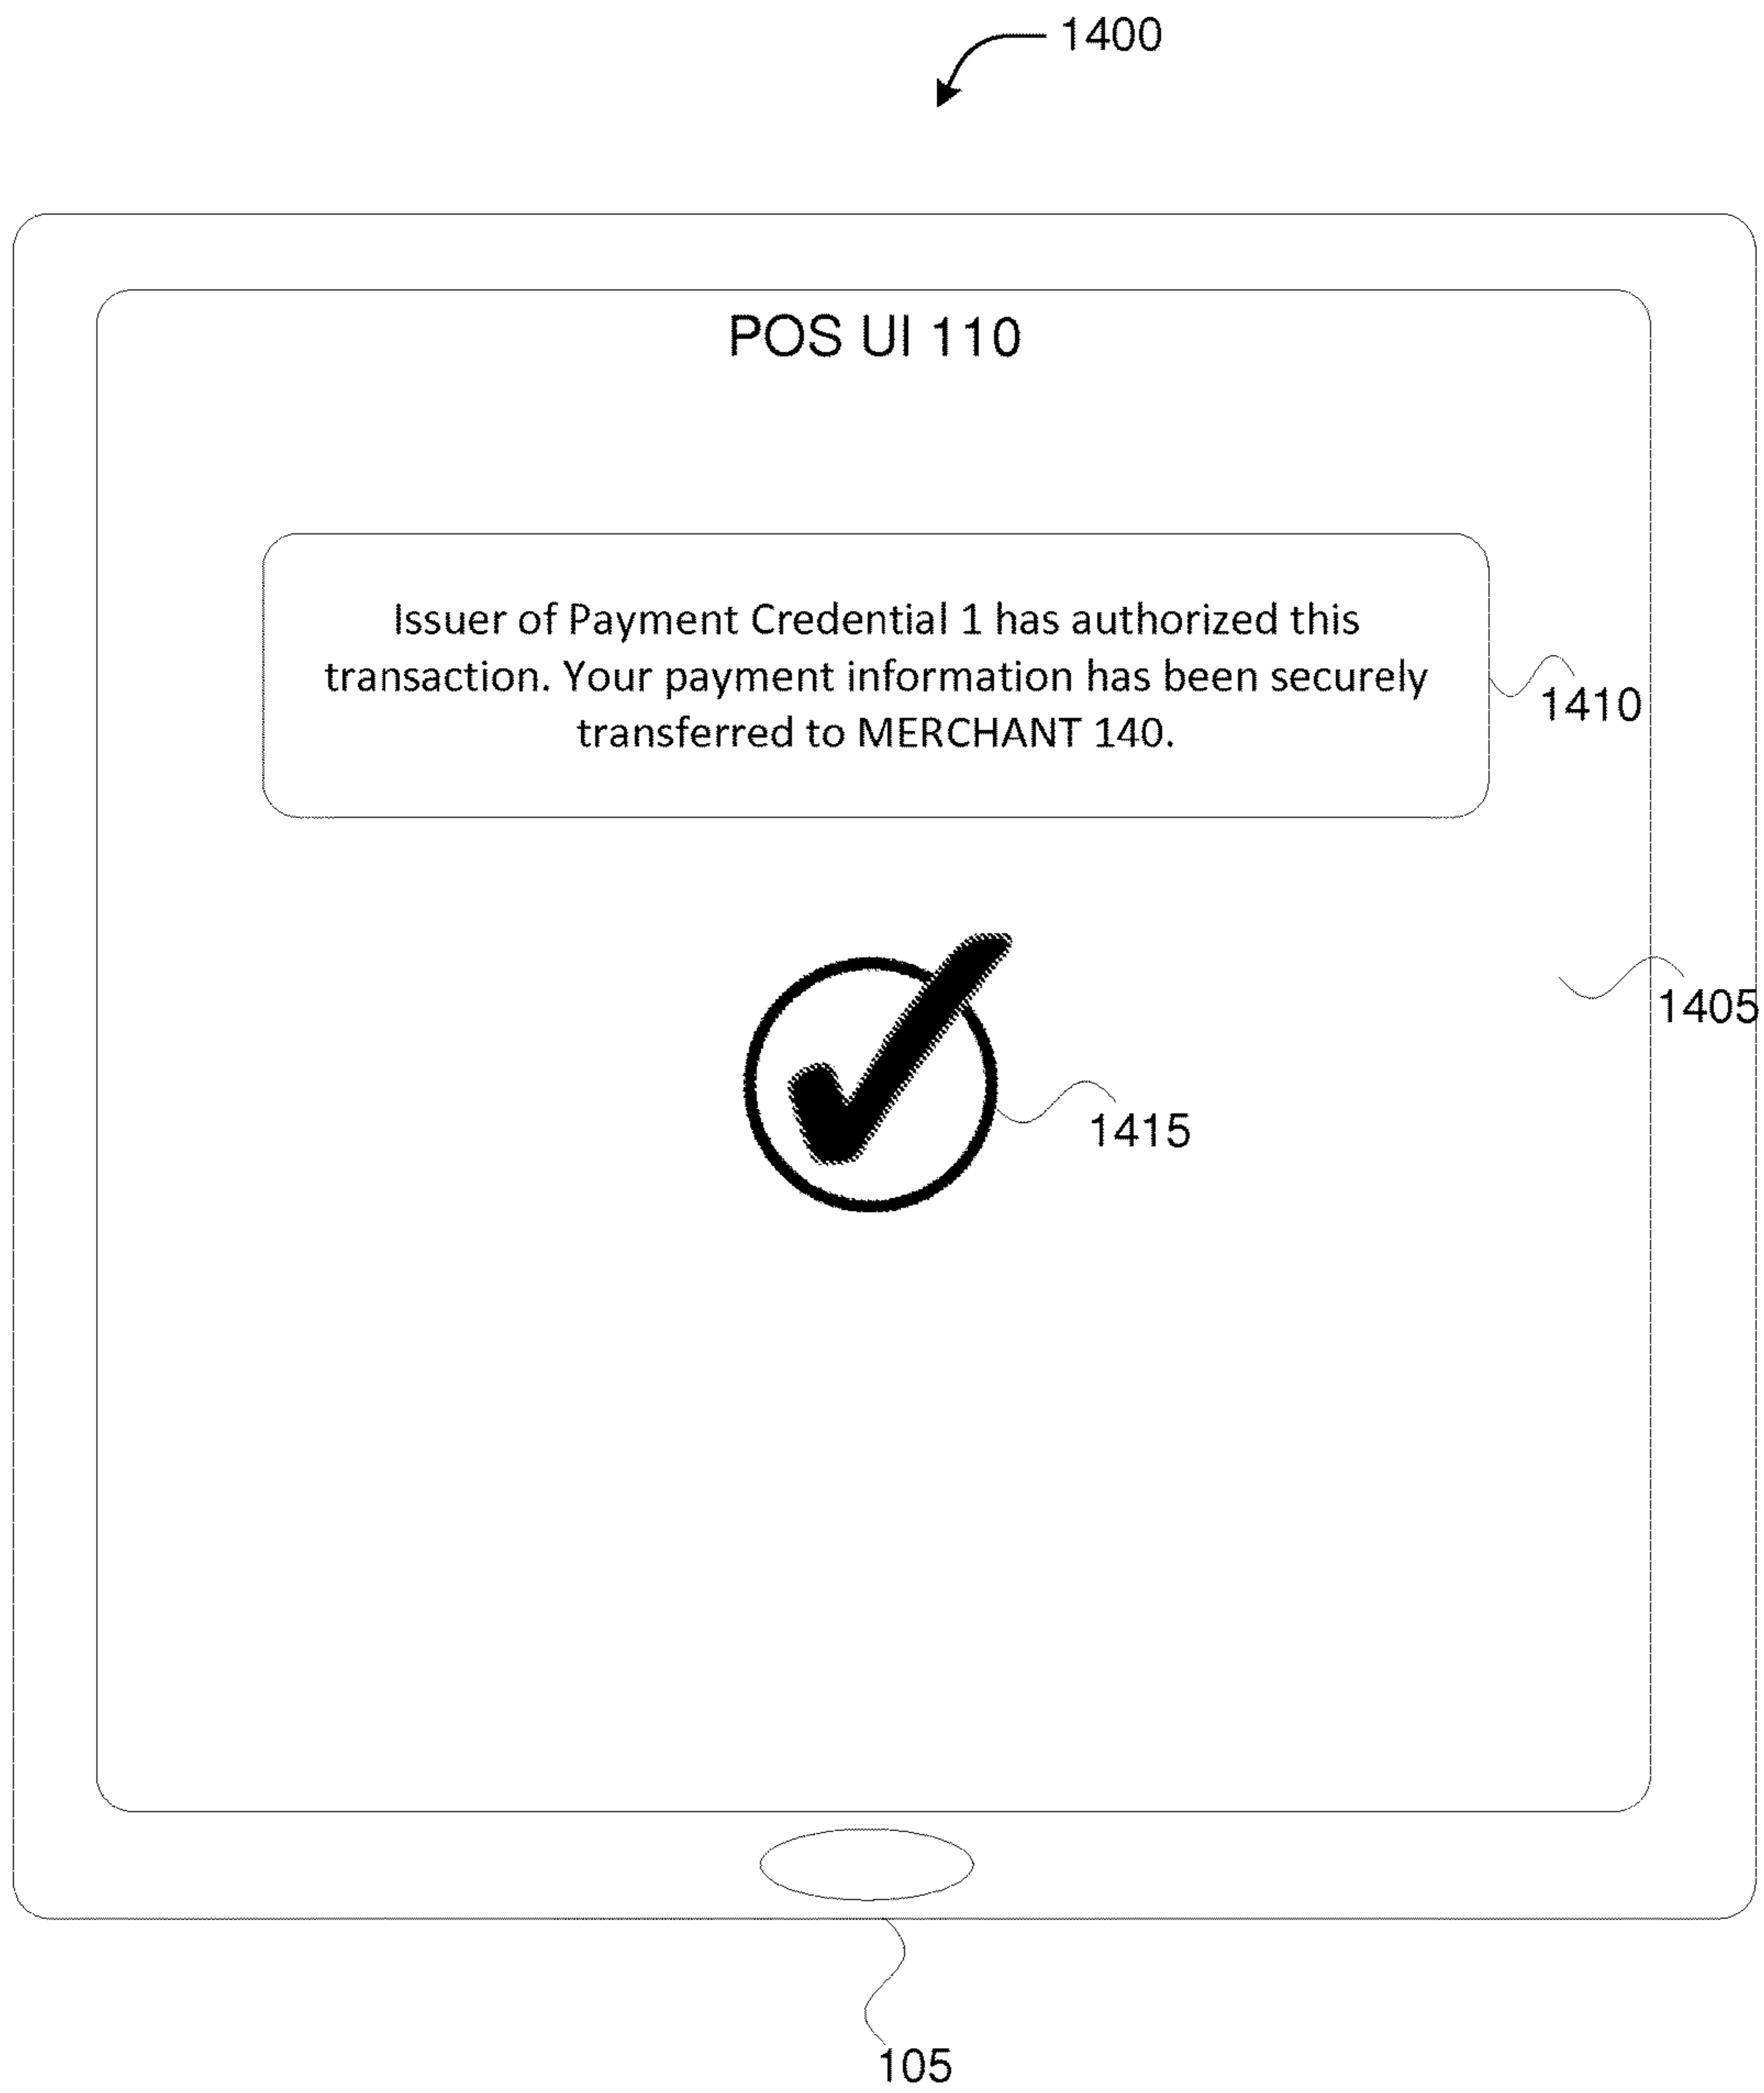 1400
POS UI 110
Issuer of Payment Credential 1 has authorized this
transaction. Your payment information has been securely
transferred to MERCHANT 140.
1410
1405
1415
105